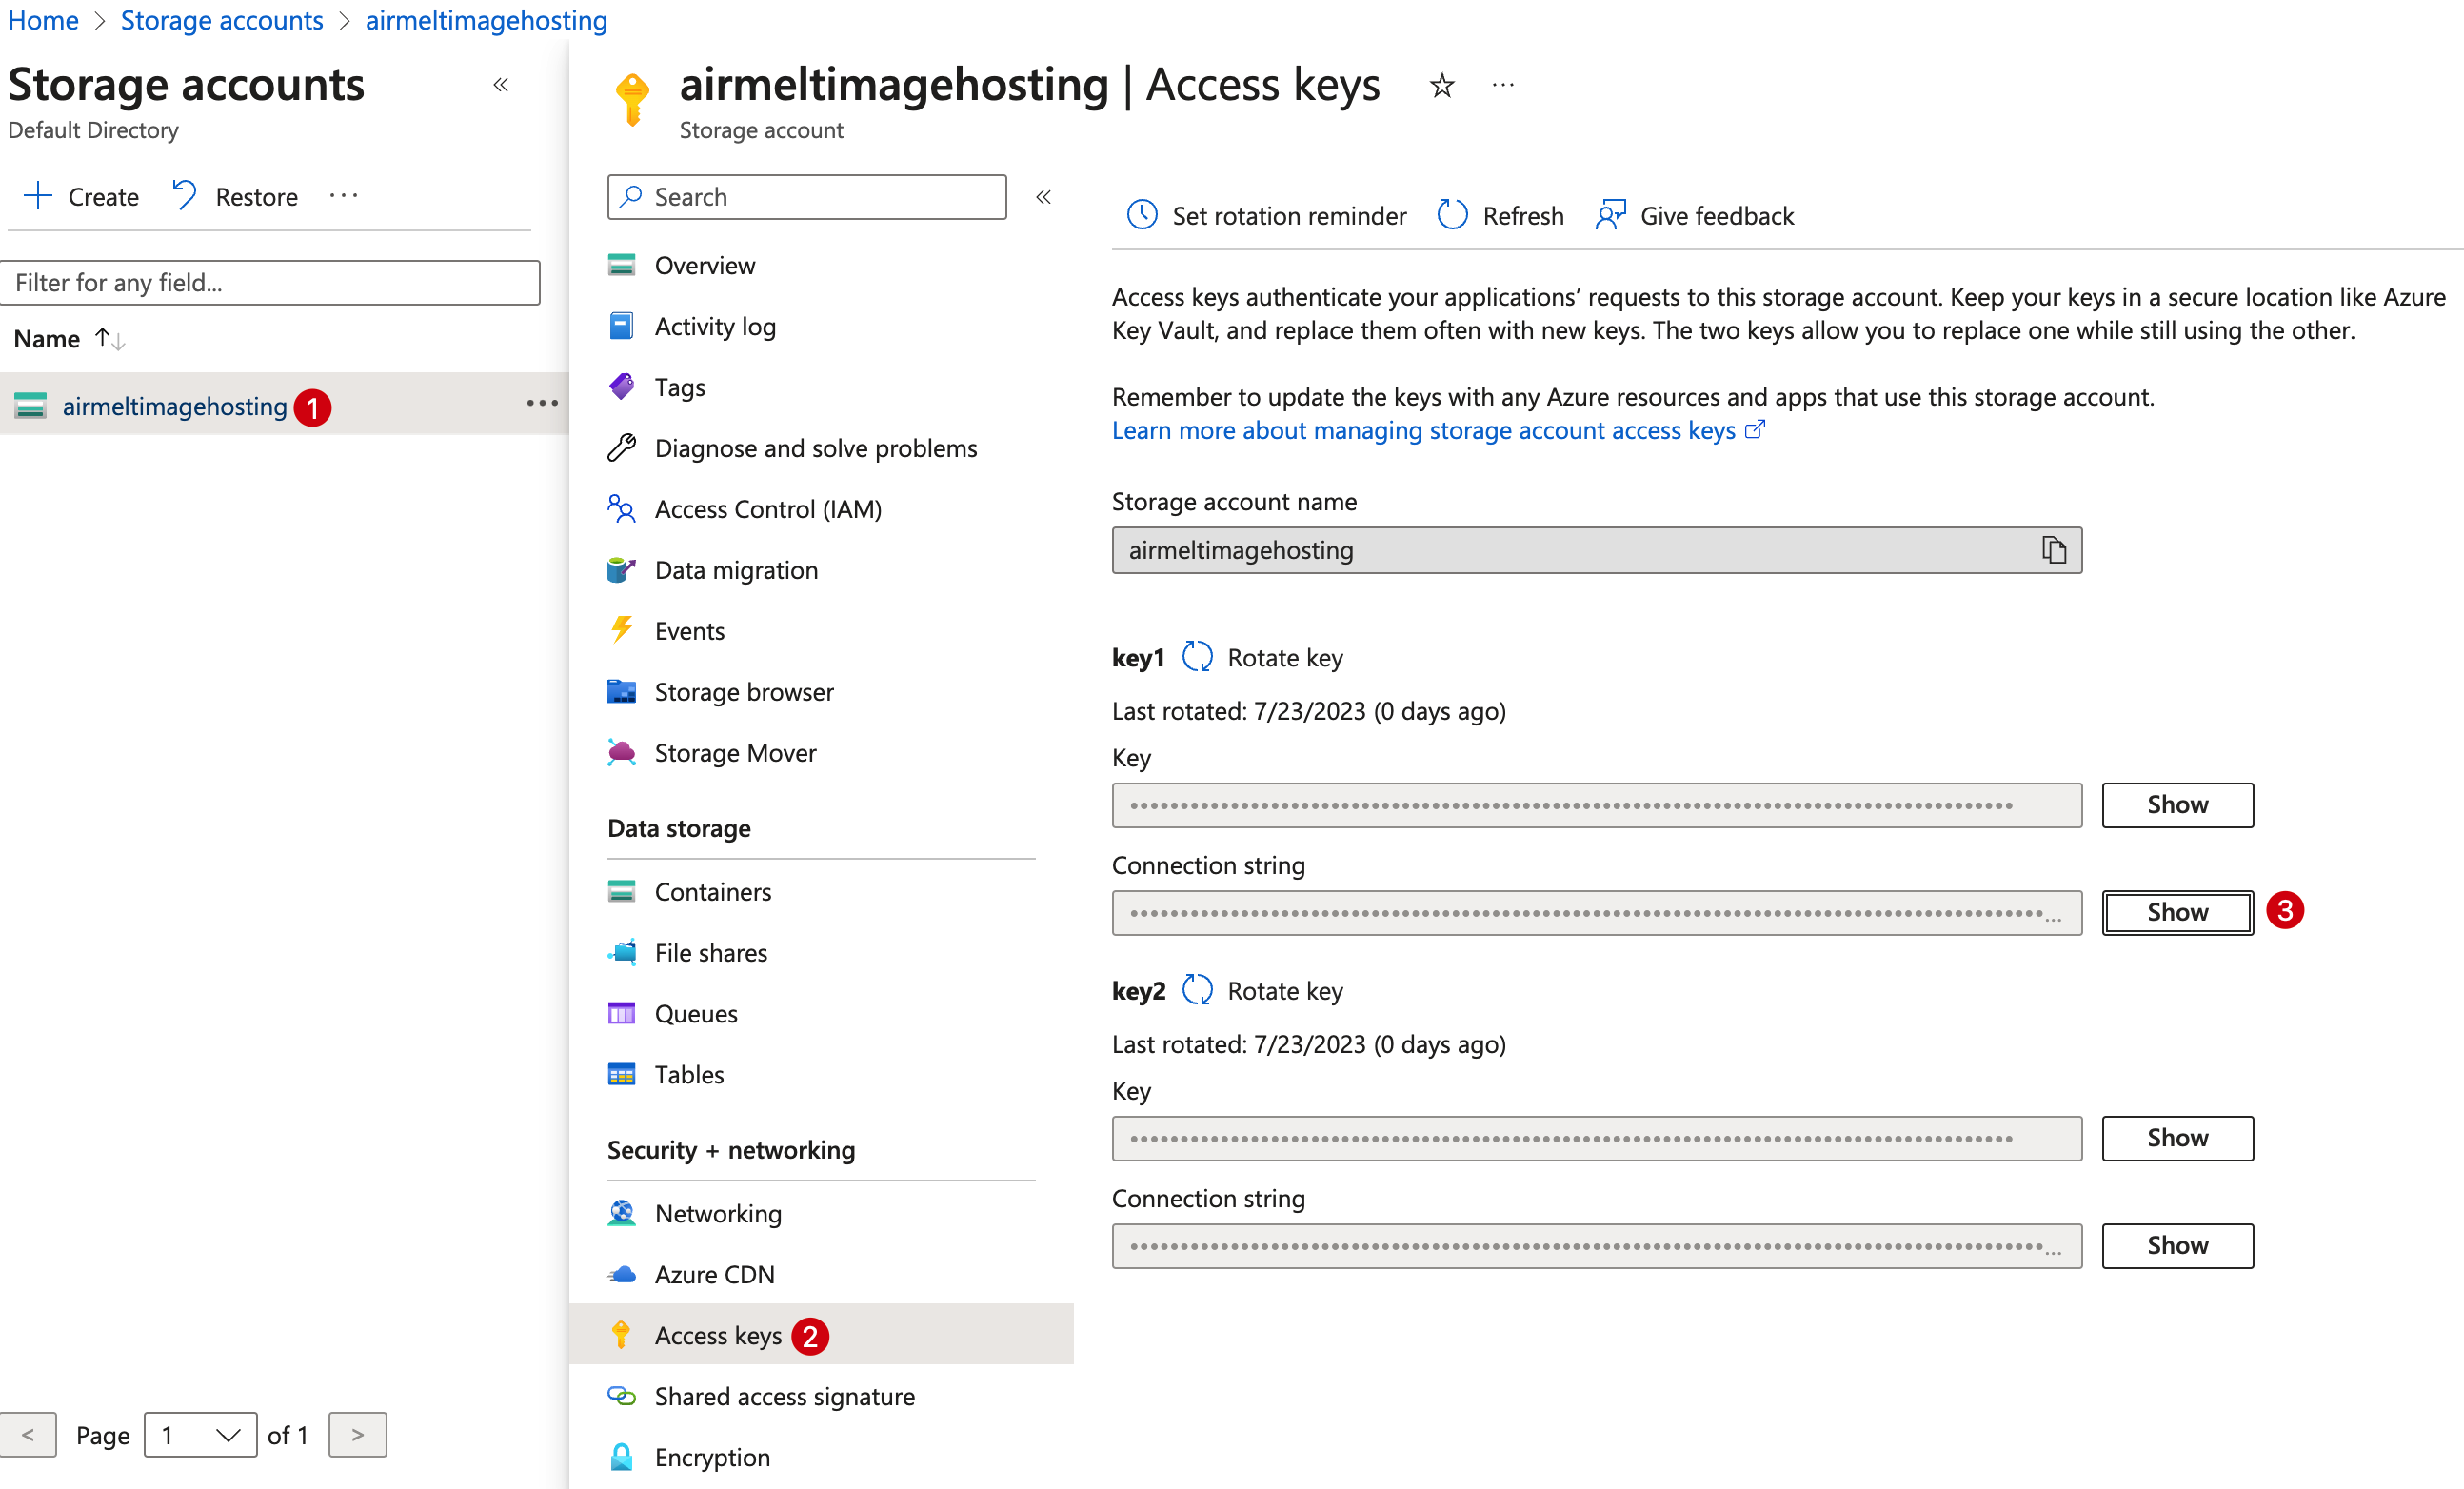 Home > Storage accounts > airmeltimagehosting
Storage accounts «
Default Directory
+ Create Restore ···
Filter for any field...
Name ↑↓
airmeltimagehosting 1 ···
< Page 1 of 1 >
airmeltimagehosting | Access keys ☆ ···
Storage account
Search «
Overview
Activity log
Tags
Diagnose and solve problems
Access Control (IAM)
Data migration
Events
Storage browser
Storage Mover
Data storage
Containers
File shares
Queues
Tables
Security + networking
Networking
Azure CDN
Access keys 2
Shared access signature
Encryption
Set rotation reminder Refresh Give feedback
Access keys authenticate your applications’ requests to this storage account. Keep your keys in a secure location like Azure
Key Vault, and replace them often with new keys. The two keys allow you to replace one while still using the other.
Remember to update the keys with any Azure resources and apps that use this storage account.
Learn more about managing storage account access keys
Storage account name
airmeltimagehosting
key1 Rotate key
Last rotated: 7/23/2023 (0 days ago)
Key
Show
Connection string
... Show 3
key2 Rotate key
Last rotated: 7/23/2023 (0 days ago)
Key
Show
Connection string
... Show